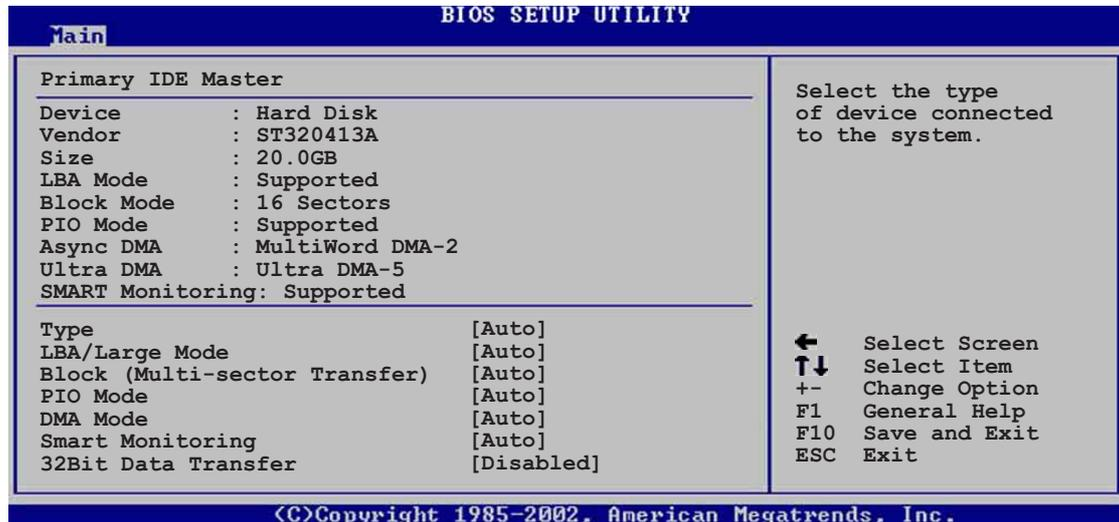 BIOS SETUP UTILITY
Main
Primary IDE Master
Device : Hard Disk
Vendor : ST320413A
Size : 20.0GB
LBA Mode : Supported
Block Mode : 16 Sectors
PIO Mode : Supported
Async DMA : MultiWord DMA-2
Ultra DMA : Ultra DMA-5
SMART Monitoring: Supported
Type [Auto]
LBA/Large Mode [Auto]
Block (Multi-sector Transfer) [Auto]
PIO Mode [Auto]
DMA Mode [Auto]
Smart Monitoring [Auto]
32Bit Data Transfer [Disabled]
Select the type
of device connected
to the system.
← Select Screen
↑↓ Select Item
+- Change Option
F1 General Help
F10 Save and Exit
ESC Exit
(C)Copyright 1985-2002, American Megatrends, Inc.